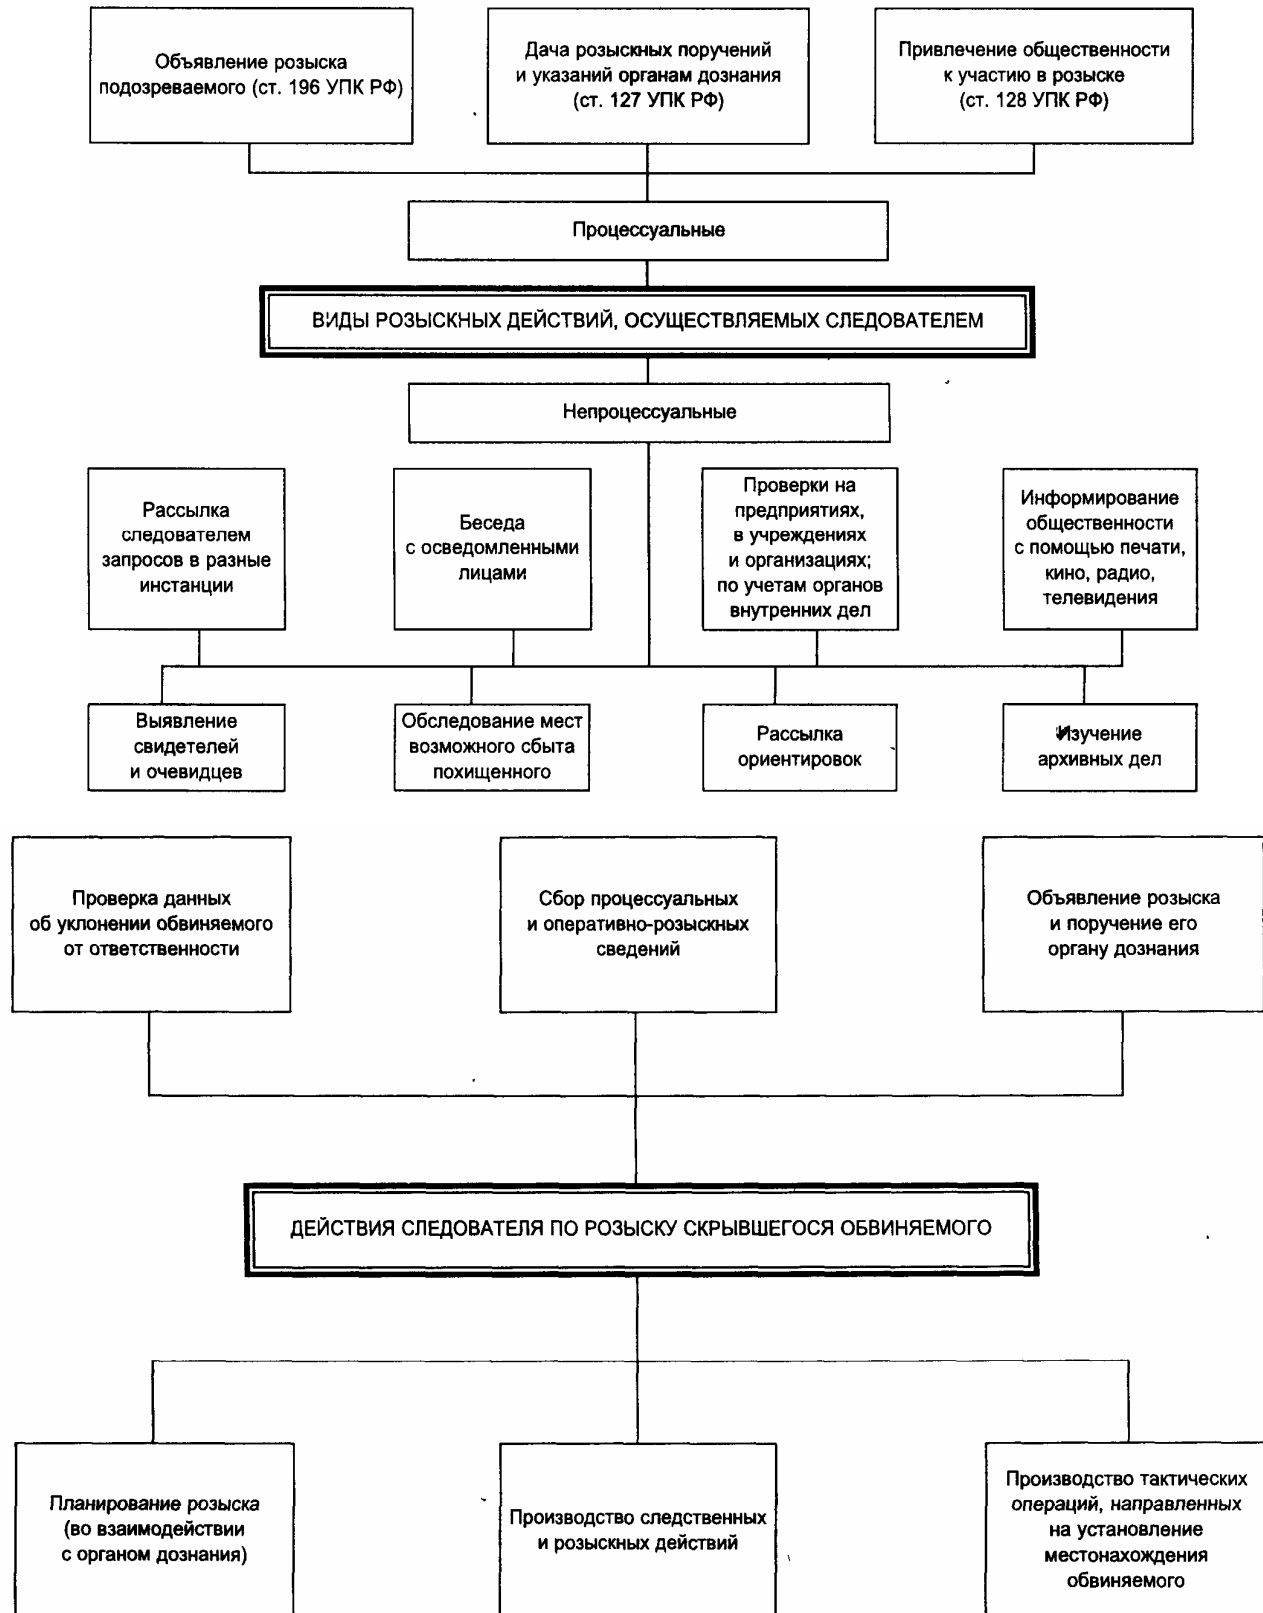 Объявление розыска
подозреваемого (ст. 196 УПК РФ)
Дача розыскных поручений
и указаний органам дознания
(ст. 127 УПК РФ)
Привлечение общественности
к участию в розыске
(ст. 128 УПК РФ)
Процессуальные
ВИДЫ РОЗЫСКНЫХ ДЕЙСТВИЙ, ОСУЩЕСТВЛЯЕМЫХ СЛЕДОВАТЕЛЕМ
Непроцессуальные
Рассылка
следователем
запросов в разные
инстанции
Беседа
с осведомленными
лицами
Проверки на
предприятиях,
в учреждениях
и организациях;
по учетам органов
внутренних дел
Информирование
общественности
с помощью печати,
кино, радио,
телевидения
Выявление
свидетелей
и очевидцев
Обследование мест
возможного сбыта
похищенного
Рассылка
ориентировок
Изучение
архивных дел
Проверка данных
об уклонении обвиняемого
от ответственности
Сбор процессуальных
и оперативно-розыскных
сведений
Объявление розыска
и поручение его
органу дознания
ДЕЙСТВИЯ СЛЕДОВАТЕЛЯ ПО РОЗЫСКУ СКРЫВШЕГОСЯ ОБВИНЯЕМОГО
Планирование розыска
(во взаимодействии
с органом дознания)
Производство следственных
и розыскных действий
Производство тактических
операций, направленных
на установление
местонахождения
обвиняемого